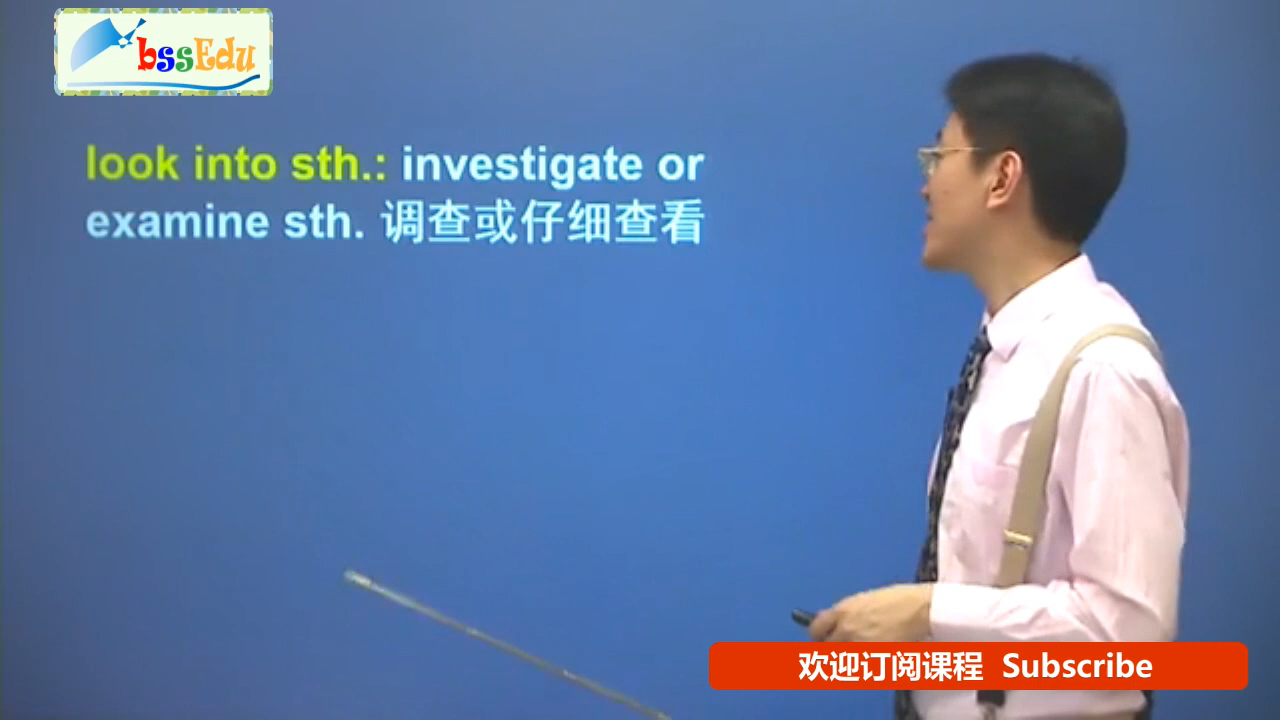 bssEdu
look into sth.: investigate or
examine sth. 调查或仔细查看
欢迎订阅课程 Subscribe